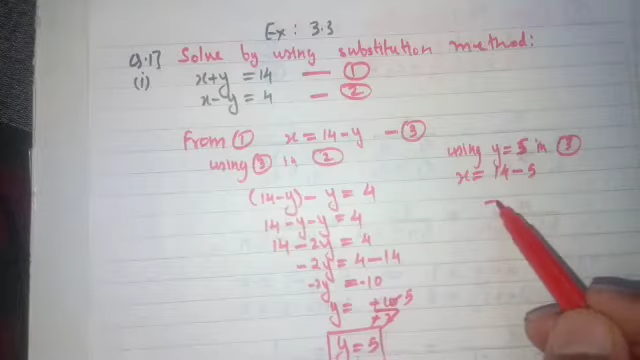 Ex: 3.3
Q.1] Solve by using substitution method:
(i) x+y = 14 — ①
x-y = 4 — ②
From ① x = 14-y — ③
using ③ in ②
(14-y) - y = 4
14-y-y = 4
14-2y = 4
-2y = 4-14
-2y = -10
y = +10 5
+2
y = 5
using y = 5 in ③
x = 14-5